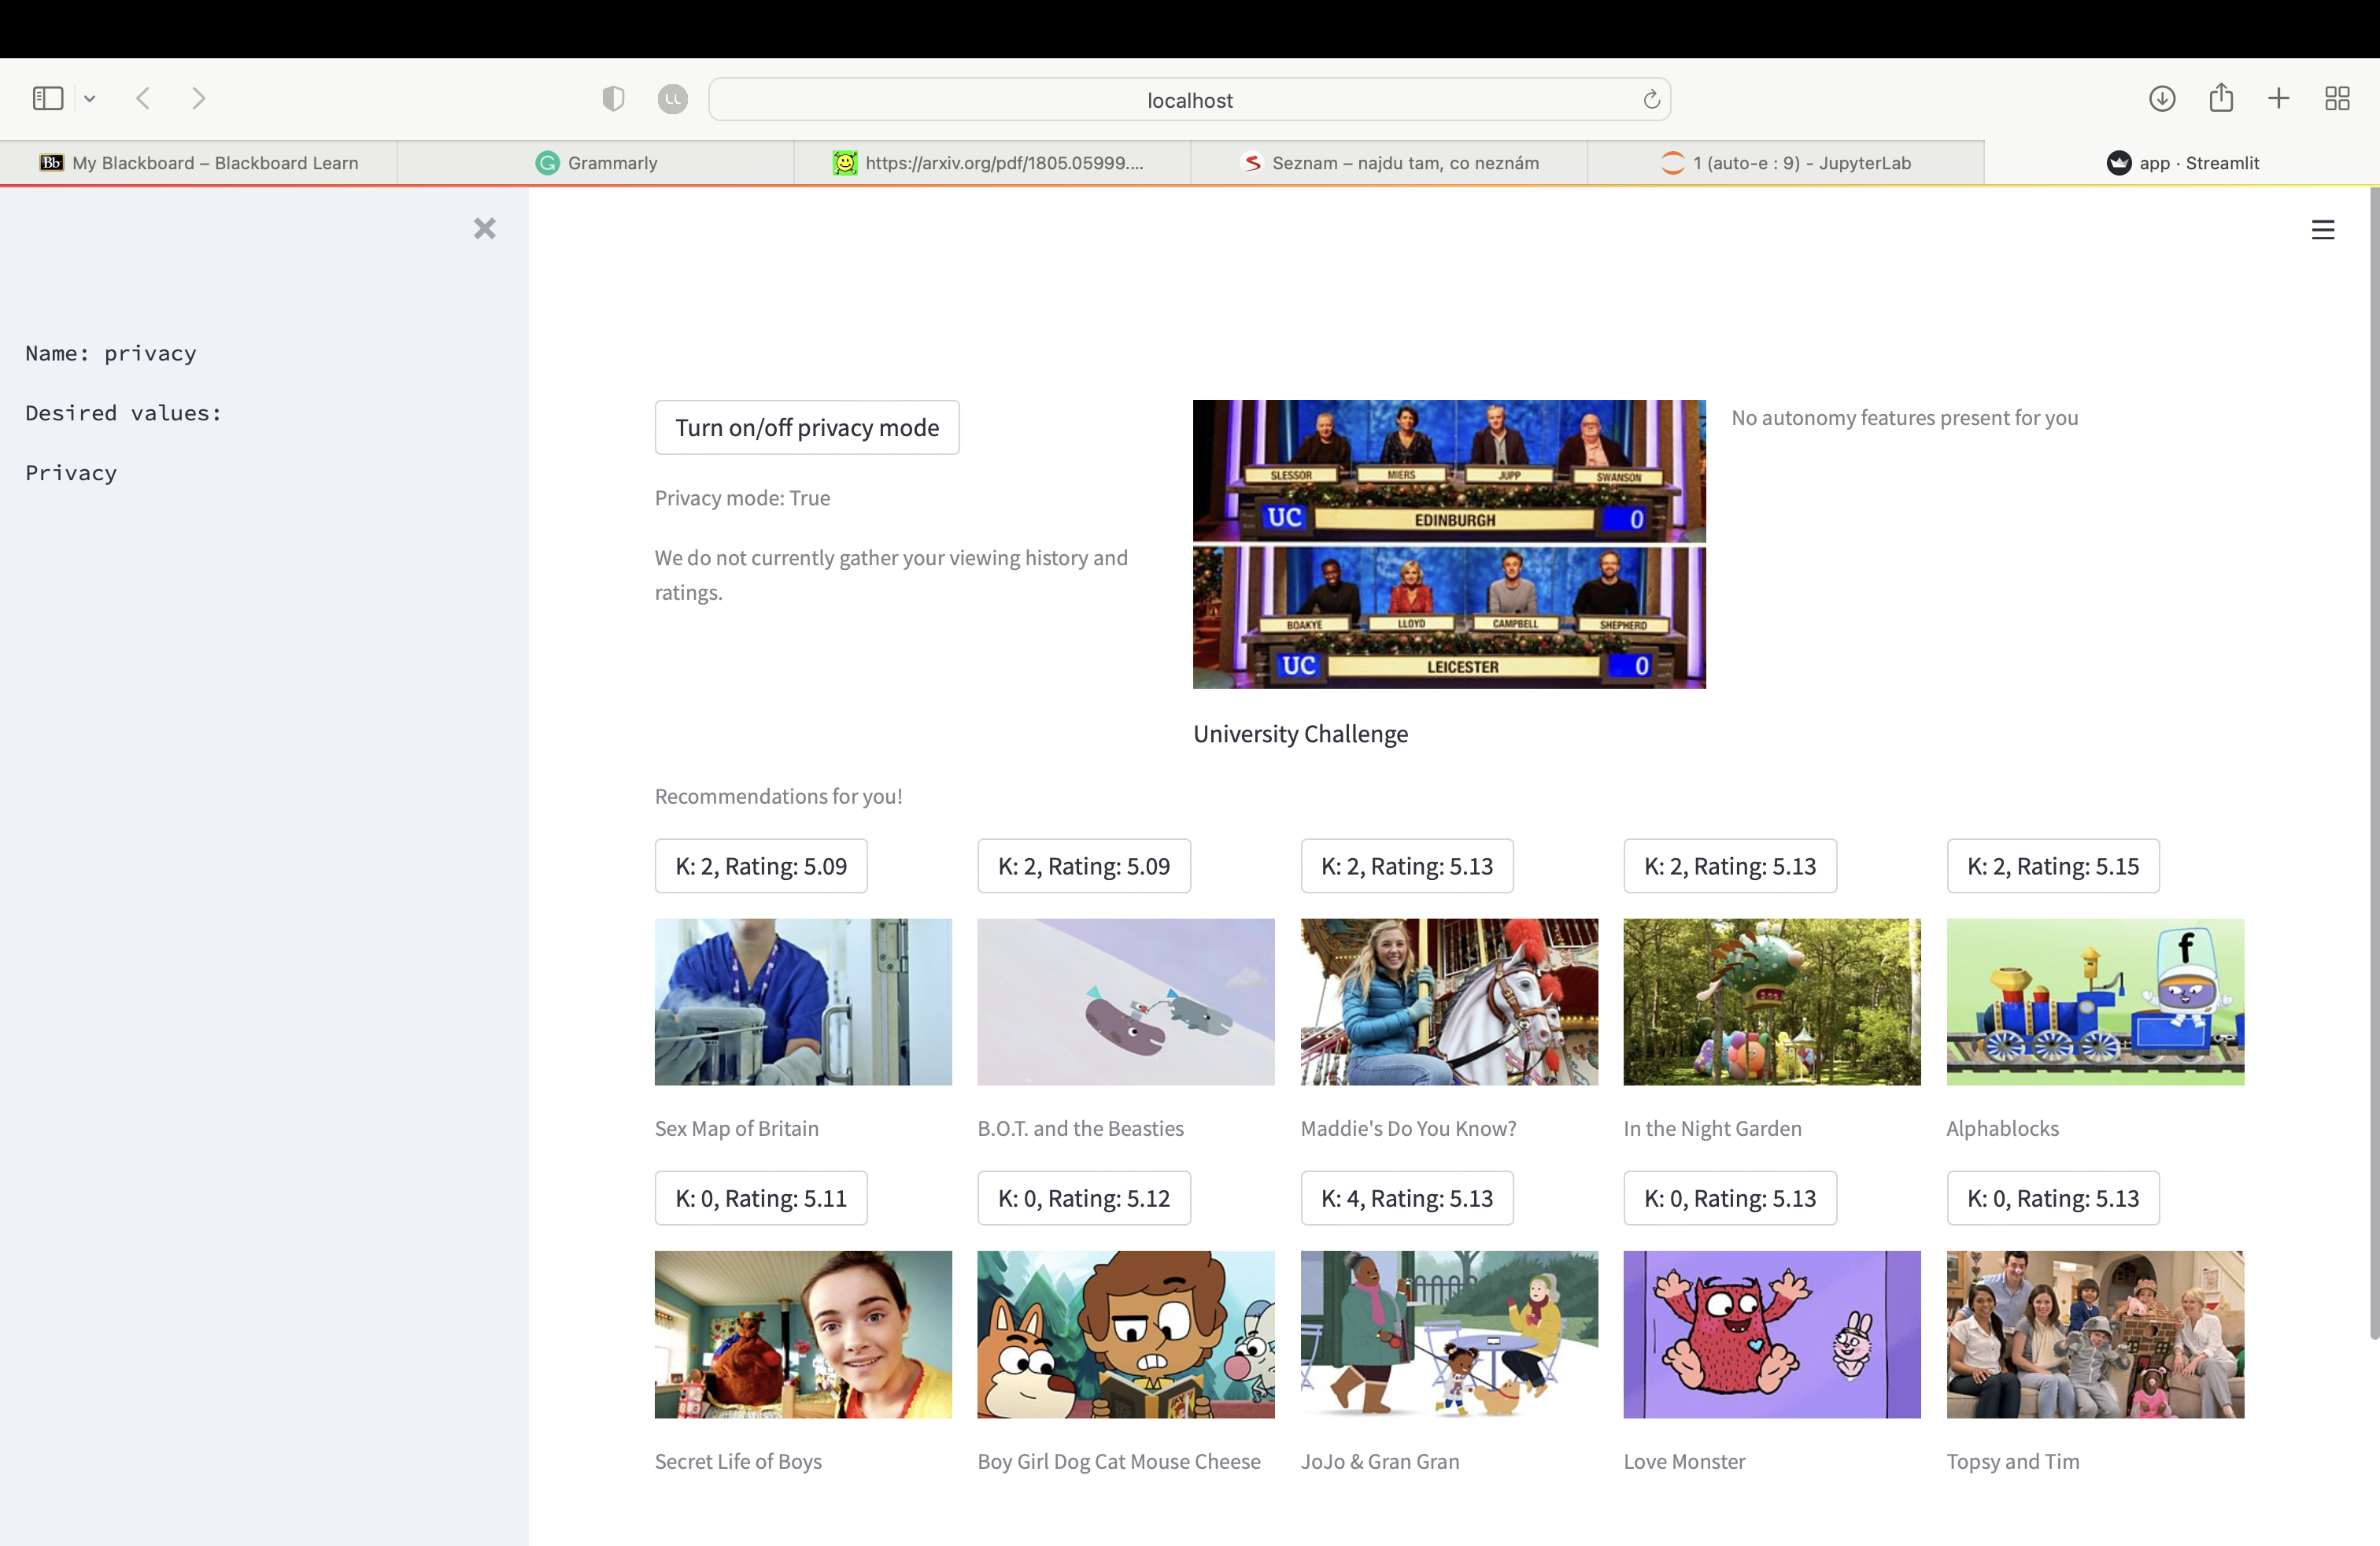 localhost
My Blackboard – Blackboard Learn
Grammarly
https://arxiv.org/pdf/1805.05999....
Seznam – najdu tam, co neznám
1 (auto-e : 9) - JupyterLab
app · Streamlit
Name: privacy
Desired values:
Privacy
Turn on/off privacy mode
Privacy mode: True
We do not currently gather your viewing history and
ratings.
SLESSOR MIERS JUPP SWANSON
UC EDINBURGH 0
BOAKYE LLOYD CAMPBELL SHEPHERD
UC LEICESTER 0
University Challenge
No autonomy features present for you
Recommendations for you!
K: 2, Rating: 5.09
K: 2, Rating: 5.09
K: 2, Rating: 5.13
K: 2, Rating: 5.13
K: 2, Rating: 5.15
f
Sex Map of Britain
B.O.T. and the Beasties
Maddie's Do You Know?
In the Night Garden
Alphablocks
K: 0, Rating: 5.11
K: 0, Rating: 5.12
K: 4, Rating: 5.13
K: 0, Rating: 5.13
K: 0, Rating: 5.13
Secret Life of Boys
Boy Girl Dog Cat Mouse Cheese
JoJo & Gran Gran
Love Monster
Topsy and Tim